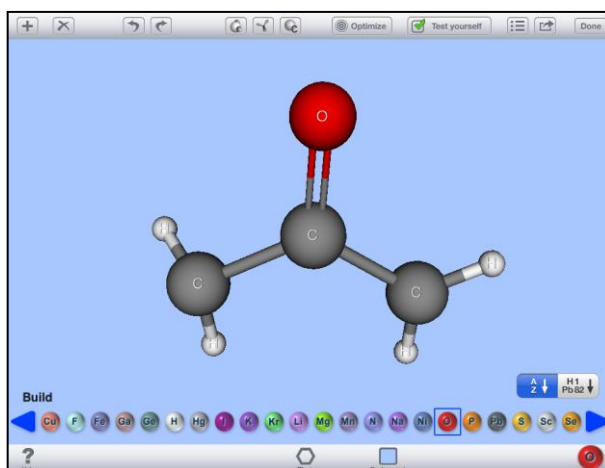 Optimize Test yourself Done
O
C
H C C H
H H
A Z H 1 Pb82
Build
Cu F Fe Ga Ge H Hg I K Kr Li Mg Mn N Na Ni O P Pb S Sc Se
? O